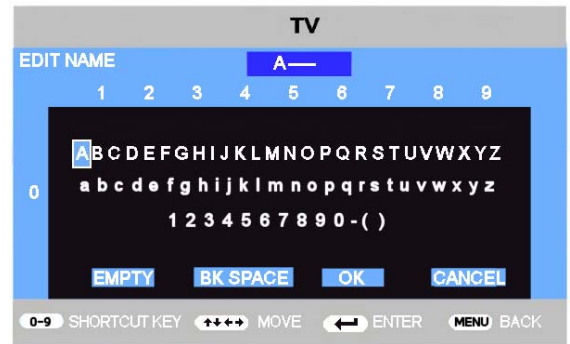 TV
EDIT NAME A—
1 2 3 4 5 6 7 8 9
ABCDEFGHIJKLMNOPQRSTUVWXYZ
0 abcdefghijklmnopqrstuvwxyz
1234567890-()
EMPTY BK SPACE OK CANCEL
0-9 SHORTCUT KEY MOVE ENTER MENU BACK